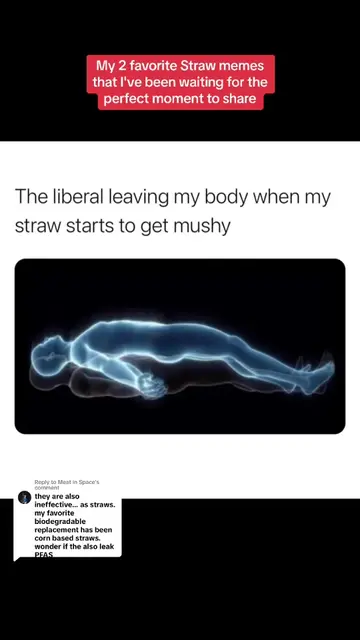 My 2 favorite Straw memes
that I've been waiting for the
perfect moment to share
The liberal leaving my body when my
straw starts to get mushy
Reply to Meat in Space's
comment
they are also
ineffective... as straws.
my favorite
biodegradable
replacement has been
corn based straws.
wonder if the also leak
PFAS